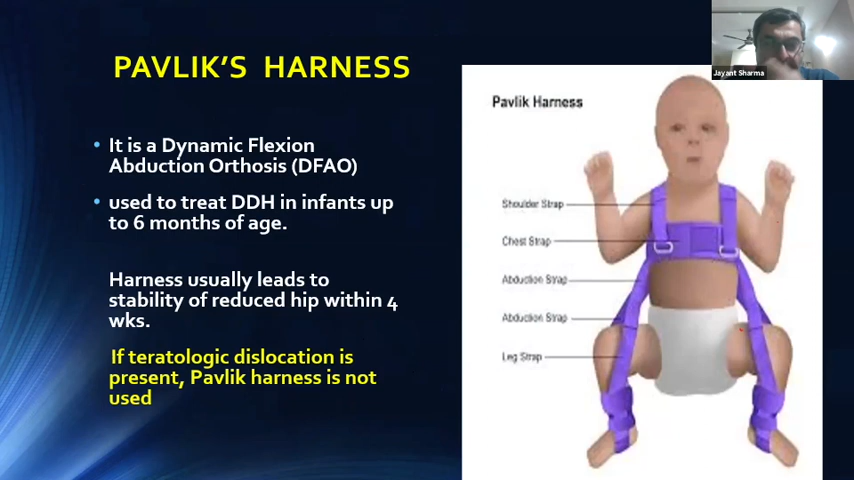 PAVLIK'S HARNESS
Jayant Sharma
• It is a Dynamic Flexion
Abduction Orthosis (DFAO)
• used to treat DDH in infants up
to 6 months of age.
Harness usually leads to
stability of reduced hip within 4
wks.
If teratologic dislocation is
present, Pavlik harness is not
used
Pavlik Harness
Shoulder Strap
Chest Strap
Abduction Strap
Abduction Strap
Leg Strap